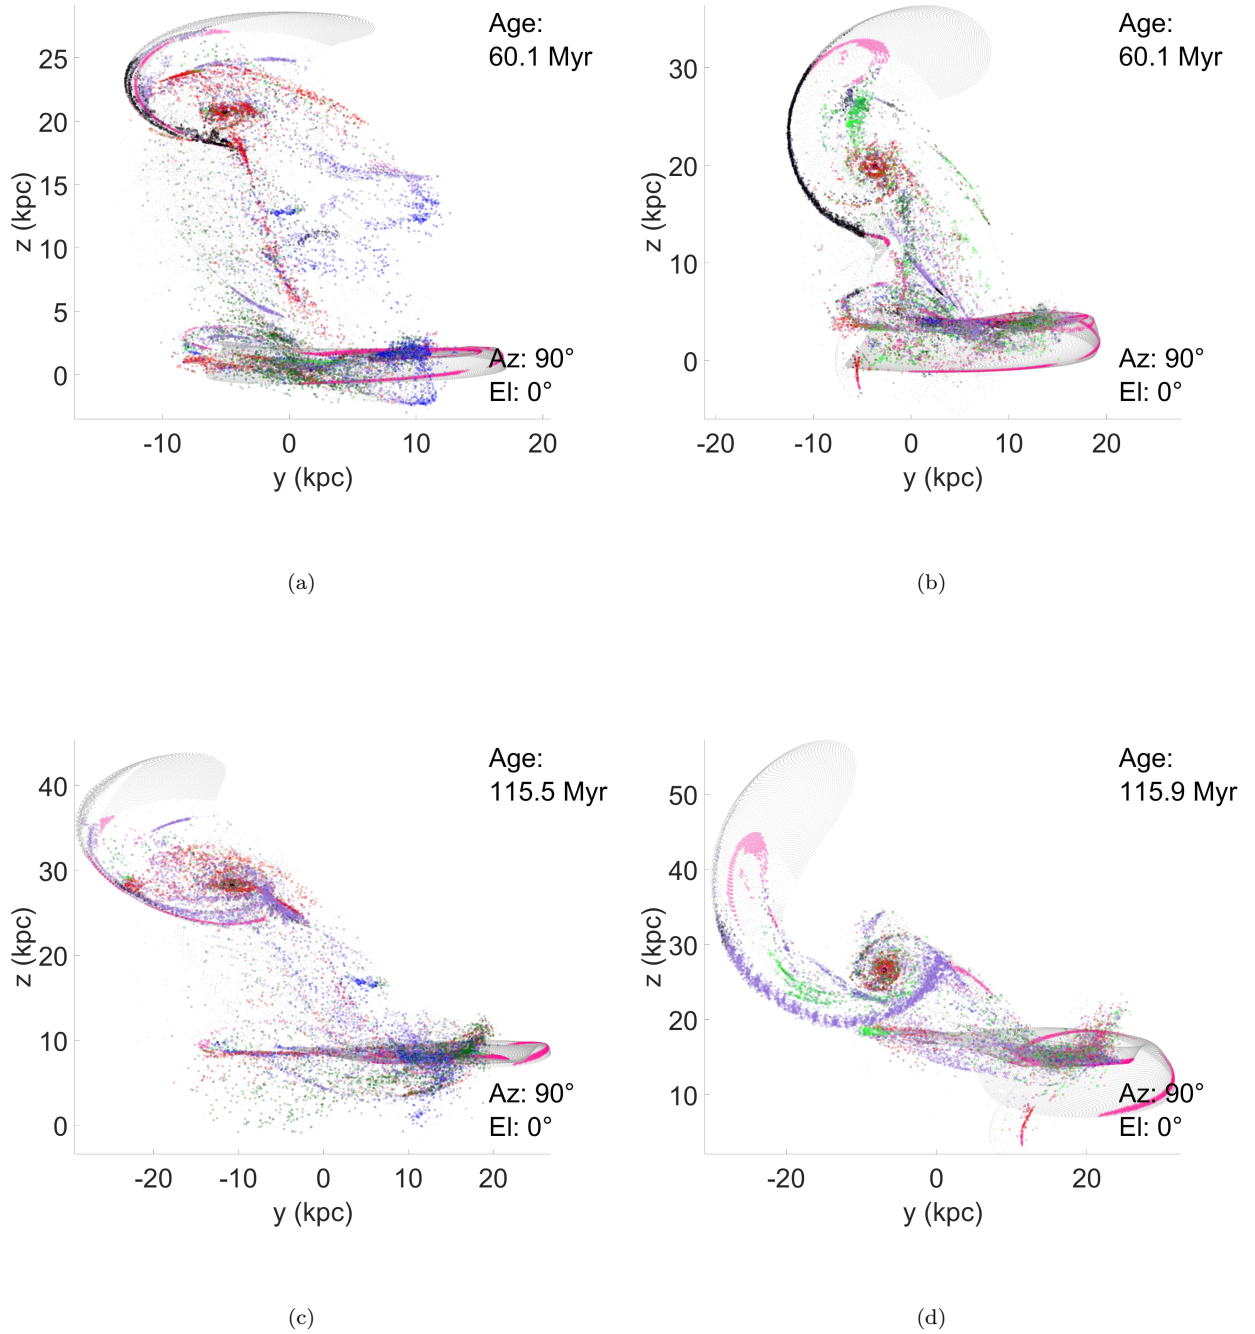 Age:
60.1 Myr
25
20
15
10
5
0
z (kpc)
Az: 90°
El: 0°
-10
0
10
20
y (kpc)
(a)
Age:
60.1 Myr
30
20
10
0
z (kpc)
Az: 90°
El: 0°
-20
-10
0
10
20
y (kpc)
(b)
Age:
115.5 Myr
40
30
20
10
0
z (kpc)
Az: 90°
El: 0°
-20
-10
0
10
20
y (kpc)
(c)
Age:
115.9 Myr
50
40
30
20
10
z (kpc)
Az: 90°
El: 0°
-20
0
20
y (kpc)
(d)